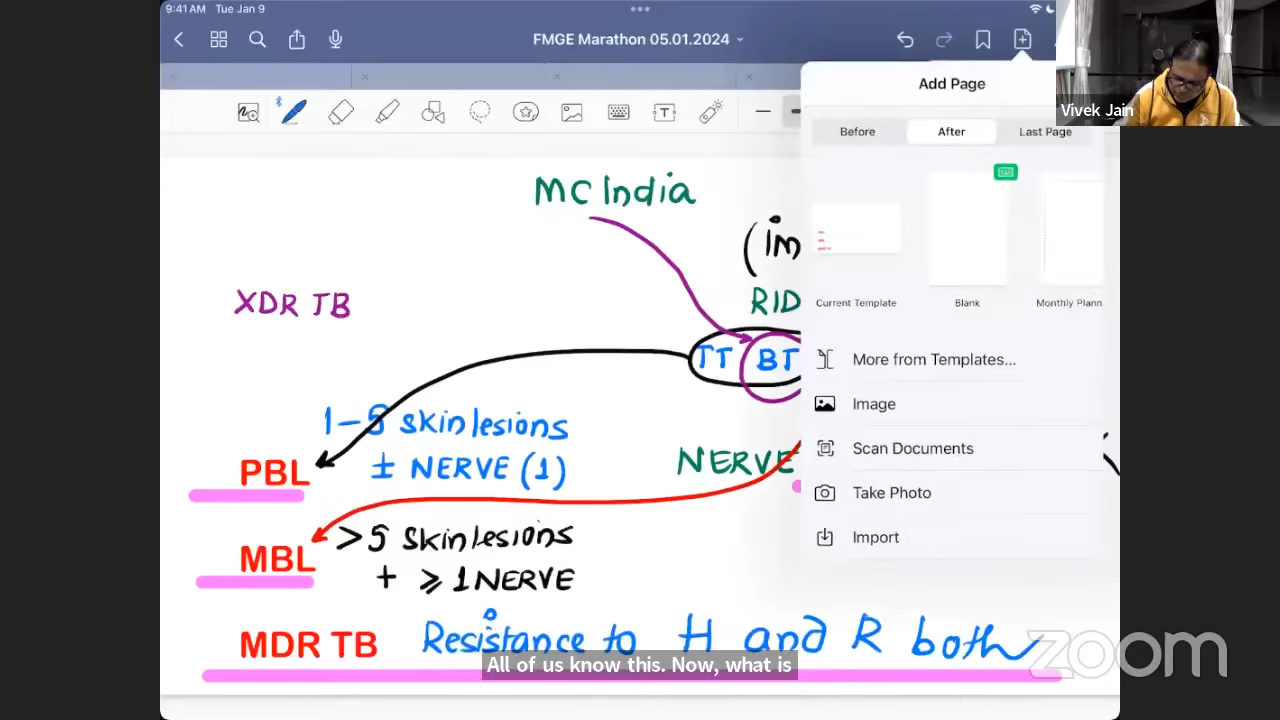 9:41 AM Tue Jan 9
FMGE Marathon 05.01.2024
Add Page
Vivek Jain
Before
After
Last Page
MC India
(im
XDR TB
RID
Current Template
Blank
Monthly Plann
TT BT
More from Templates...
Image
1-5 skin lesions
± NERVE (1)
PBL
NERVE
Scan Documents
Take Photo
Import
>5 skin lesions
MBL
+ ≥ 1 NERVE
MDR TB Resistance to H and R both
zoom
All of us know this. Now, what is